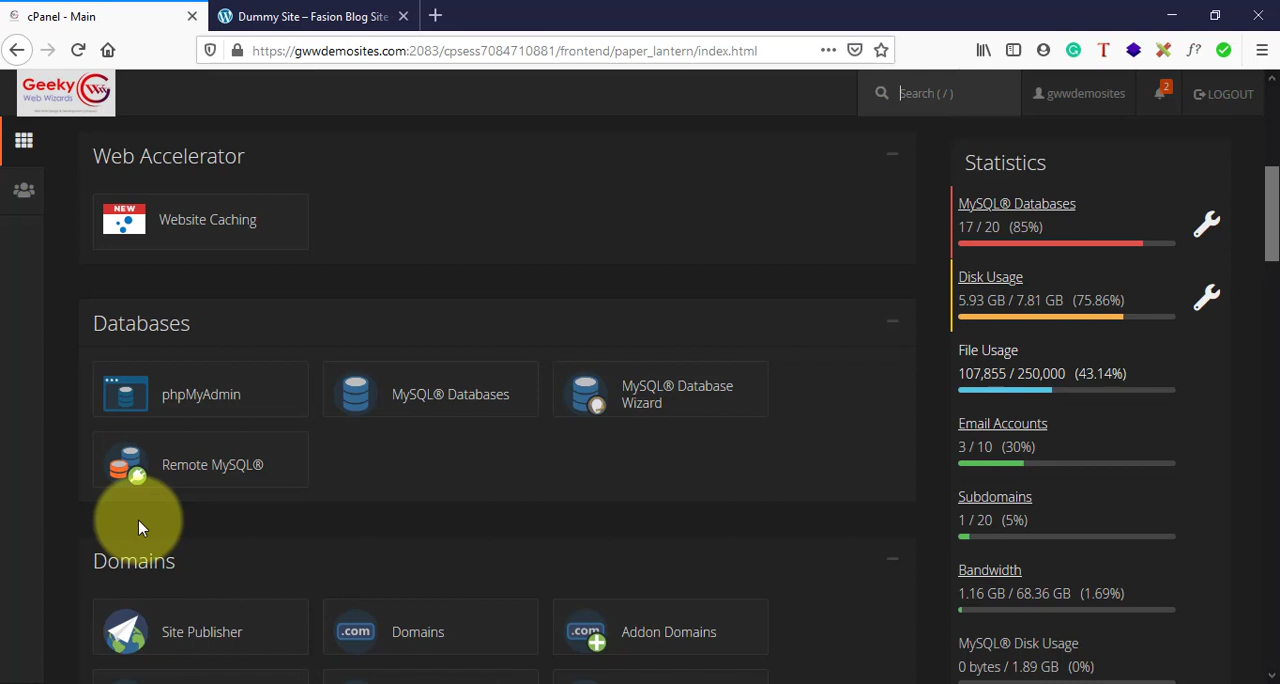 cPanel - Main
Dummy Site – Fasion Blog Site
https://gwwdemosites.com:2083/cpsess7084710881/frontend/paper_lantern/index.html
Geeky
Web Wizards
Search ( / )
gwwdemosites
2
LOGOUT
Web Accelerator
NEW
Website Caching
Databases
phpMyAdmin
MySQL® Databases
MySQL® Database
Wizard
Remote MySQL®
Domains
Site Publisher
.com
Domains
.com
Addon Domains
Statistics
MySQL® Databases
17 / 20 (85%)
Disk Usage
5.93 GB / 7.81 GB (75.86%)
File Usage
107,855 / 250,000 (43.14%)
Email Accounts
3 / 10 (30%)
Subdomains
1 / 20 (5%)
Bandwidth
1.16 GB / 68.36 GB (1.69%)
MySQL® Disk Usage
0 bytes / 1.89 GB (0%)